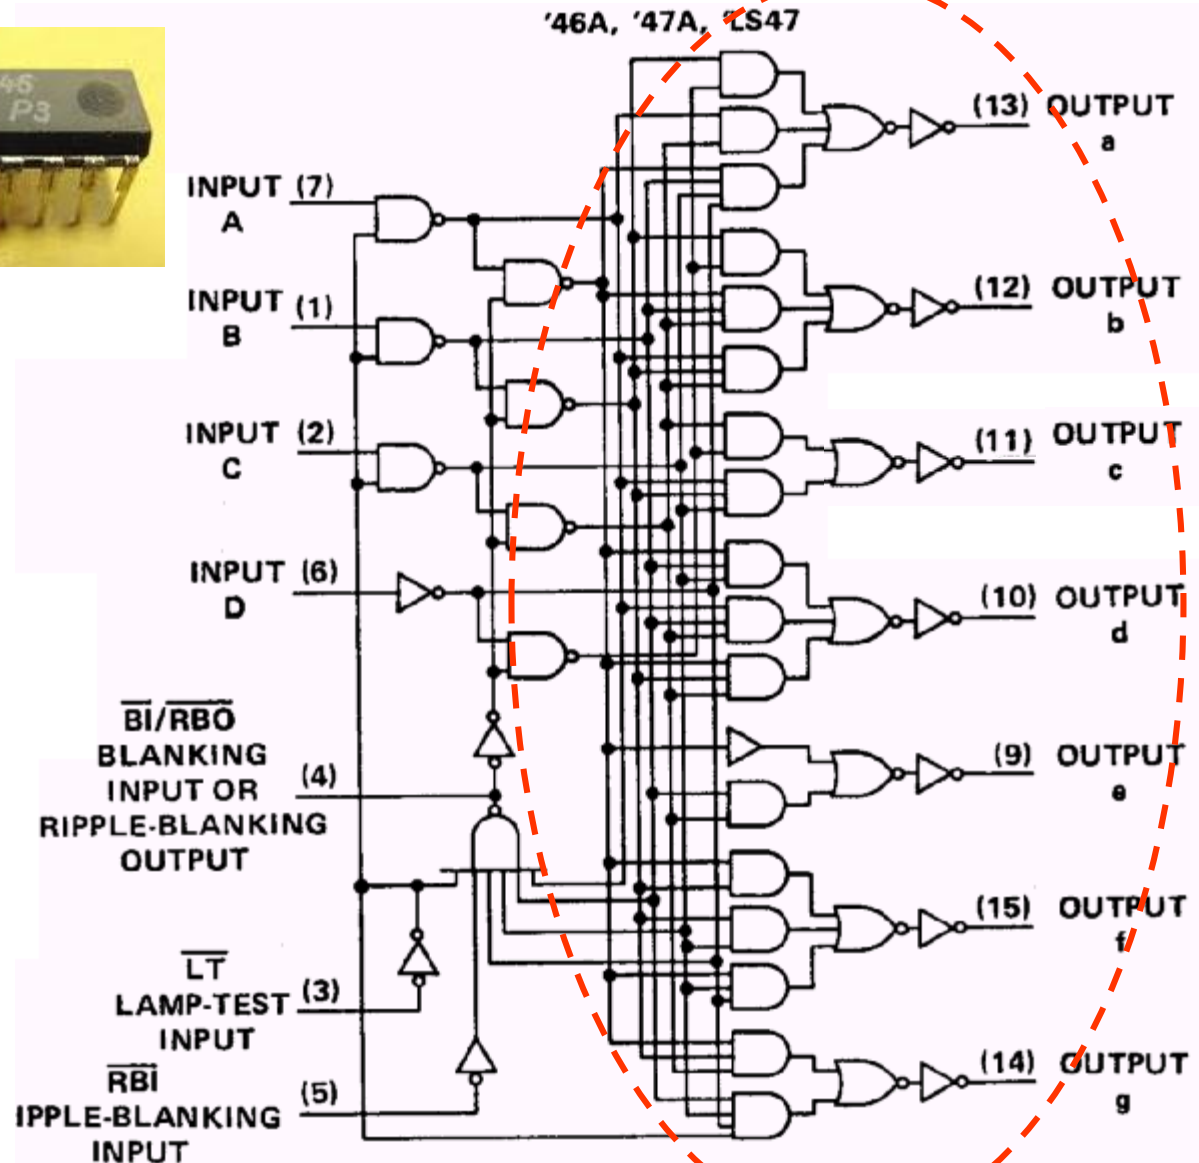 '46A, '47A, 'LS47
46
P3
INPUT (7)
A
INPUT (1)
B
INPUT (2)
C
INPUT (6)
D
BI/RBO
BLANKING
INPUT OR (4)
RIPPLE-BLANKING
OUTPUT
LT
LAMP-TEST (3)
INPUT
RBI
IPPLE-BLANKING (5)
INPUT
(13) OUTPUT
a
(12) OUTPUT
b
(11) OUTPUT
c
(10) OUTPUT
d
(9) OUTPUT
e
(15) OUTPUT
f
(14) OUTPUT
g